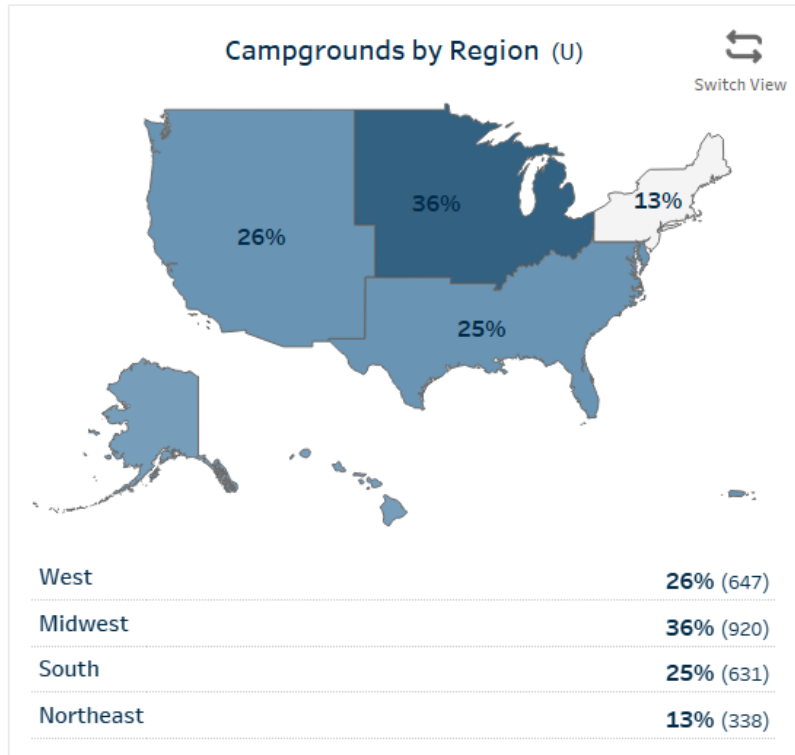 Campgrounds by Region (U)
Switch View
36%
13%
26%
25%
West 26% (647)
Midwest 36% (920)
South 25% (631)
Northeast 13% (338)